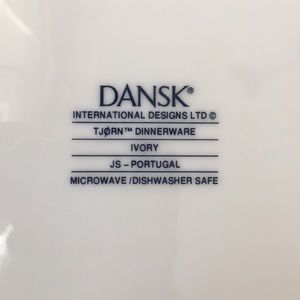 DANSK®
INTERNATIONAL DESIGNS LTD ©
TJØRN™ DINNERWARE
IVORY
JS – PORTUGAL
MICROWAVE/DISHWASHER SAFE